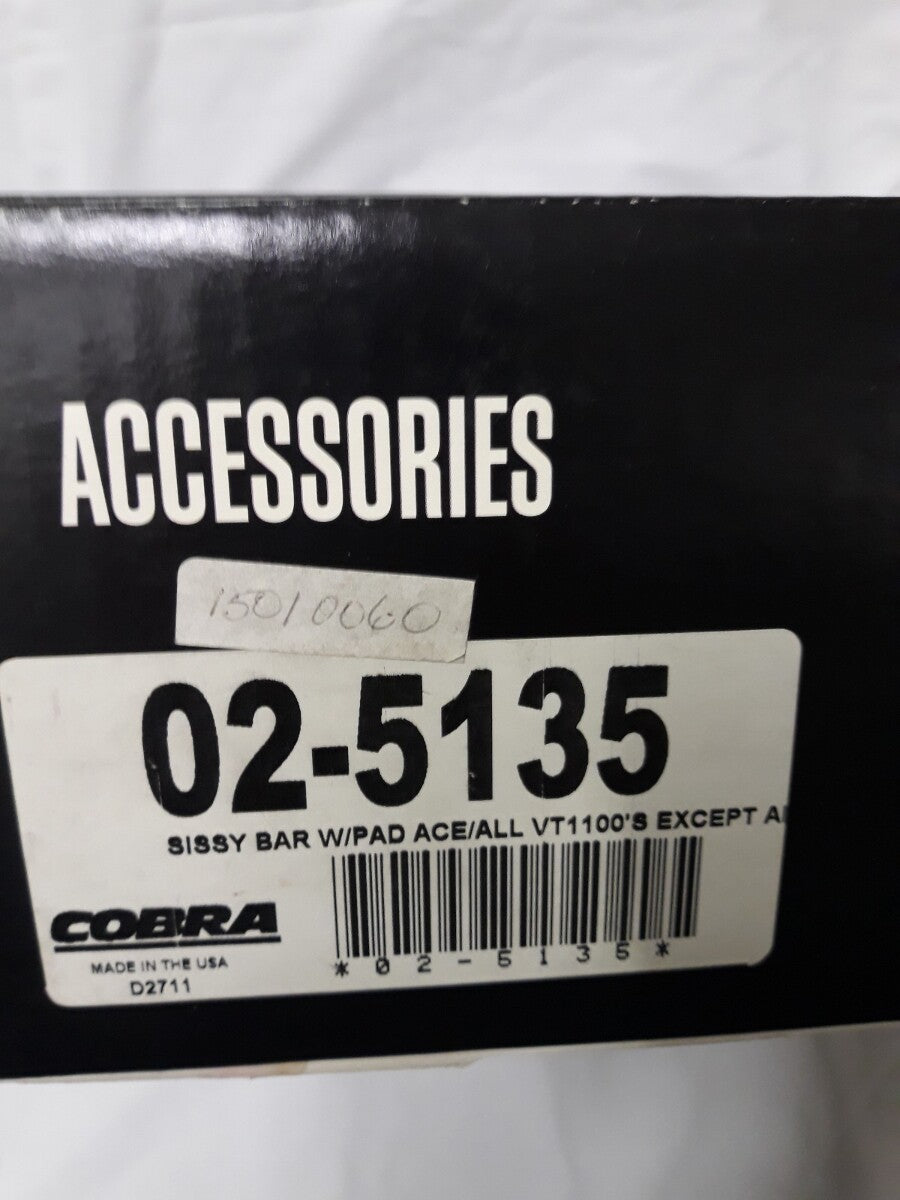 ACCESSORIES
15010060
02-5135
SISSY BAR W/PAD ACE/ALL VT1100'S EXCEPT
COBRA
*02-5135*
MADE IN THE USA
D2711